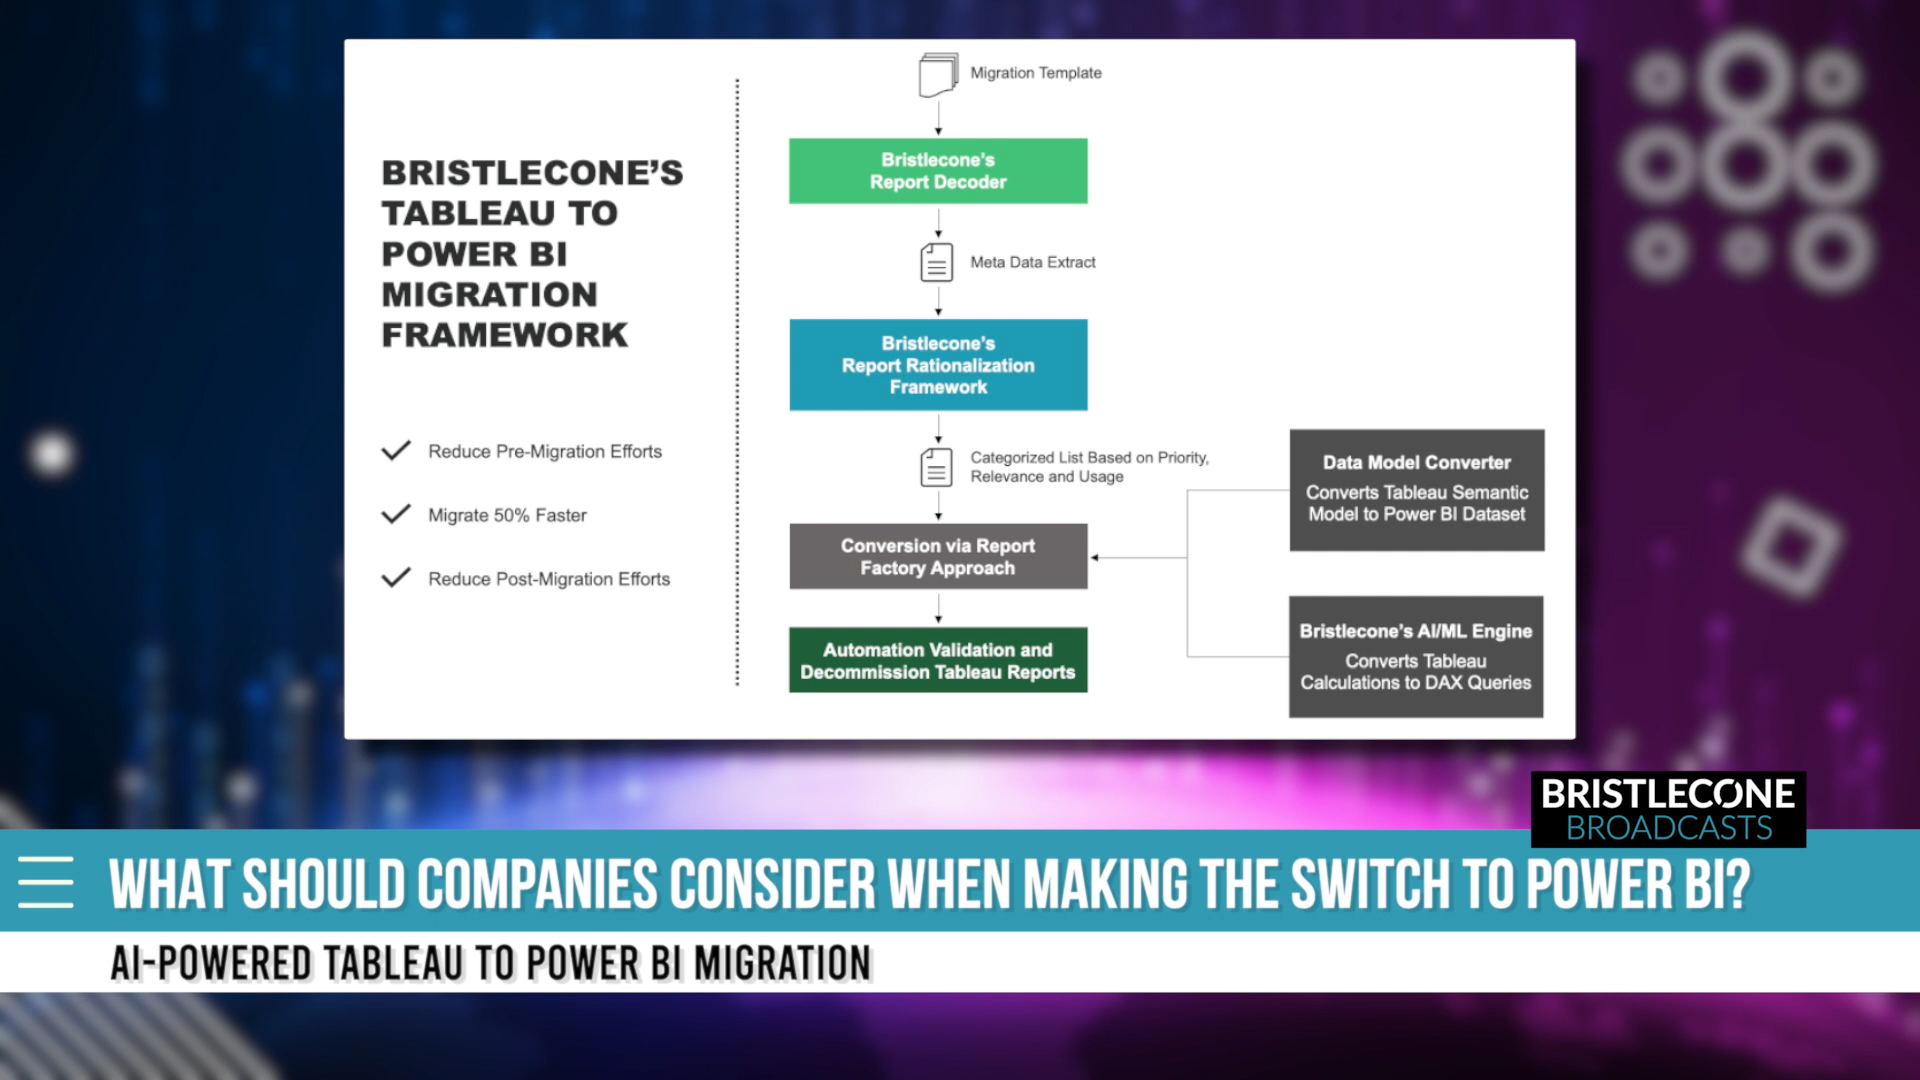 BRISTLECONE'S
TABLEAU TO
POWER BI
MIGRATION
FRAMEWORK
Reduce Pre-Migration Efforts
Migrate 50% Faster
Reduce Post-Migration Efforts
Migration Template
Bristlecone's
Report Decoder
Meta Data Extract
Bristlecone's
Report Rationalization
Framework
Categorized List Based on Priority,
Relevance and Usage
Conversion via Report
Factory Approach
Automation Validation and
Decommission Tableau Reports
Data Model Converter
Converts Tableau Semantic
Model to Power BI Dataset
Bristlecone's AI/ML Engine
Converts Tableau
Calculations to DAX Queries
BRISTLECONE
BROADCASTS
WHAT SHOULD COMPANIES CONSIDER WHEN MAKING THE SWITCH TO POWER BI?
AI-POWERED TABLEAU TO POWER BI MIGRATION